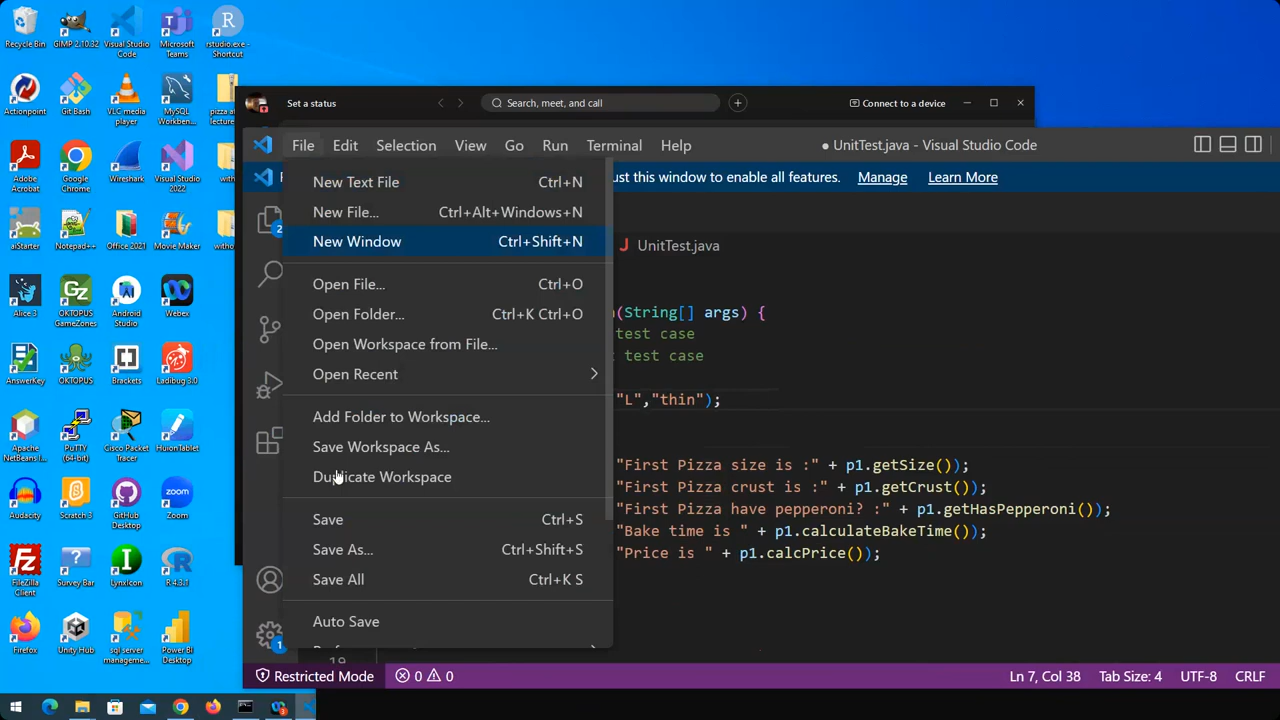 Recycle Bin
GIMP 2.10.32
Visual Studio
Code
Microsoft
Teams
rstudio.exe -
Shortcut
Actionpoint
Git Bash
VLC media
player
MySQL
Workben...
pizza a
lecture
Adobe
Acrobat
Google
Chrome
Wireshark
Visual Studio
2022
with
aiStarter
Notepad++
Office 2021
Movie Maker
witho
Alice 3
OKTOPUS
GameZones
Android
Studio
Webex
AnswerKey
OKTOPUS
Brackets
Ladibug 3.0
Apache
NetBeans I...
PuTTY
(64-bit)
Cisco Packet
Tracer
HuionTablet
Audacity
Scratch 3
GitHub
Desktop
Zoom
FileZilla
Client
Survey Bar
LynxIcon
R 4.3.1
Firefox
Unity Hub
sql server
manageme...
Power BI
Desktop
Set a status
Search, meet, and call
Connect to a device
File Edit Selection View Go Run Terminal Help
● UnitTest.java - Visual Studio Code
ust this window to enable all features. Manage Learn More
New Text File Ctrl+N
New File... Ctrl+Alt+Windows+N
New Window Ctrl+Shift+N
Open File... Ctrl+O
Open Folder... Ctrl+K Ctrl+O
Open Workspace from File...
Open Recent
Add Folder to Workspace...
Save Workspace As...
Duplicate Workspace
Save Ctrl+S
Save As... Ctrl+Shift+S
Save All Ctrl+K S
Auto Save
2
1
J UnitTest.java
(String[] args) {
test case
test case
"L","thin");
"First Pizza size is :" + p1.getSize());
"First Pizza crust is :" + p1.getCrust());
"First Pizza have pepperoni? :" + p1.getHasPepperoni());
"Bake time is " + p1.calculateBakeTime());
"Price is " + p1.calcPrice());
19
Restricted Mode 0 0 Ln 7, Col 38 Tab Size: 4 UTF-8 CRLF